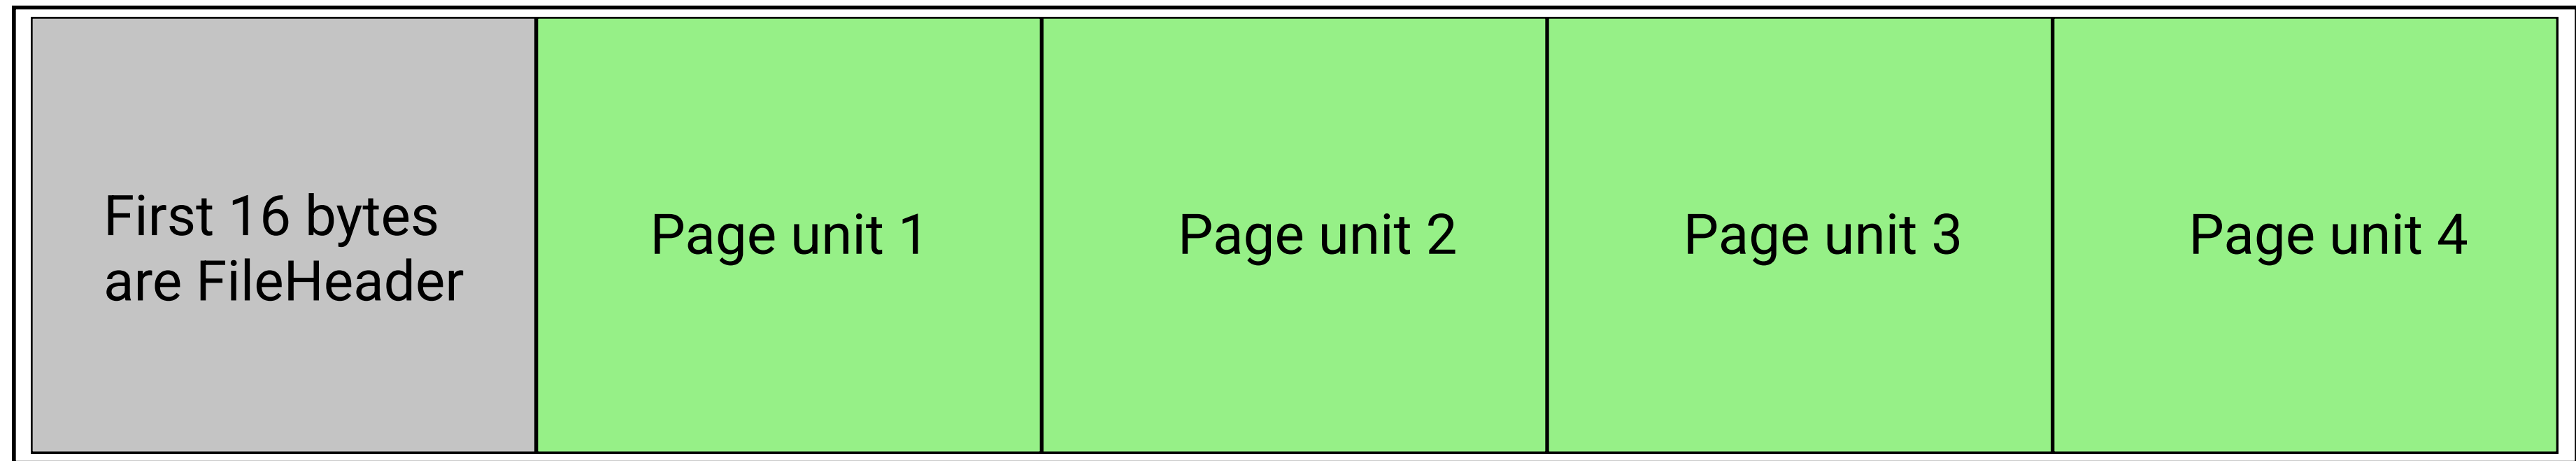 First 16 bytes
are FileHeader
Page unit 1
Page unit 2
Page unit 3
Page unit 4